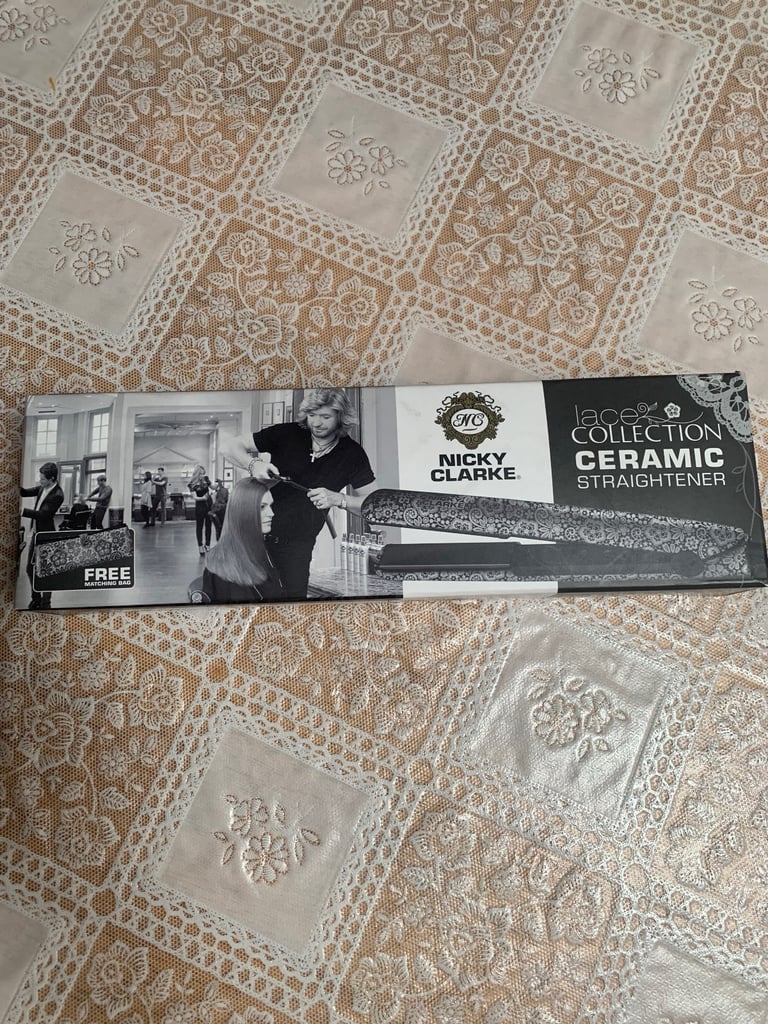 FREE
MATCHING BAG
NC
NICKY
CLARKE
lace
COLLECTION
CERAMIC
STRAIGHTENER